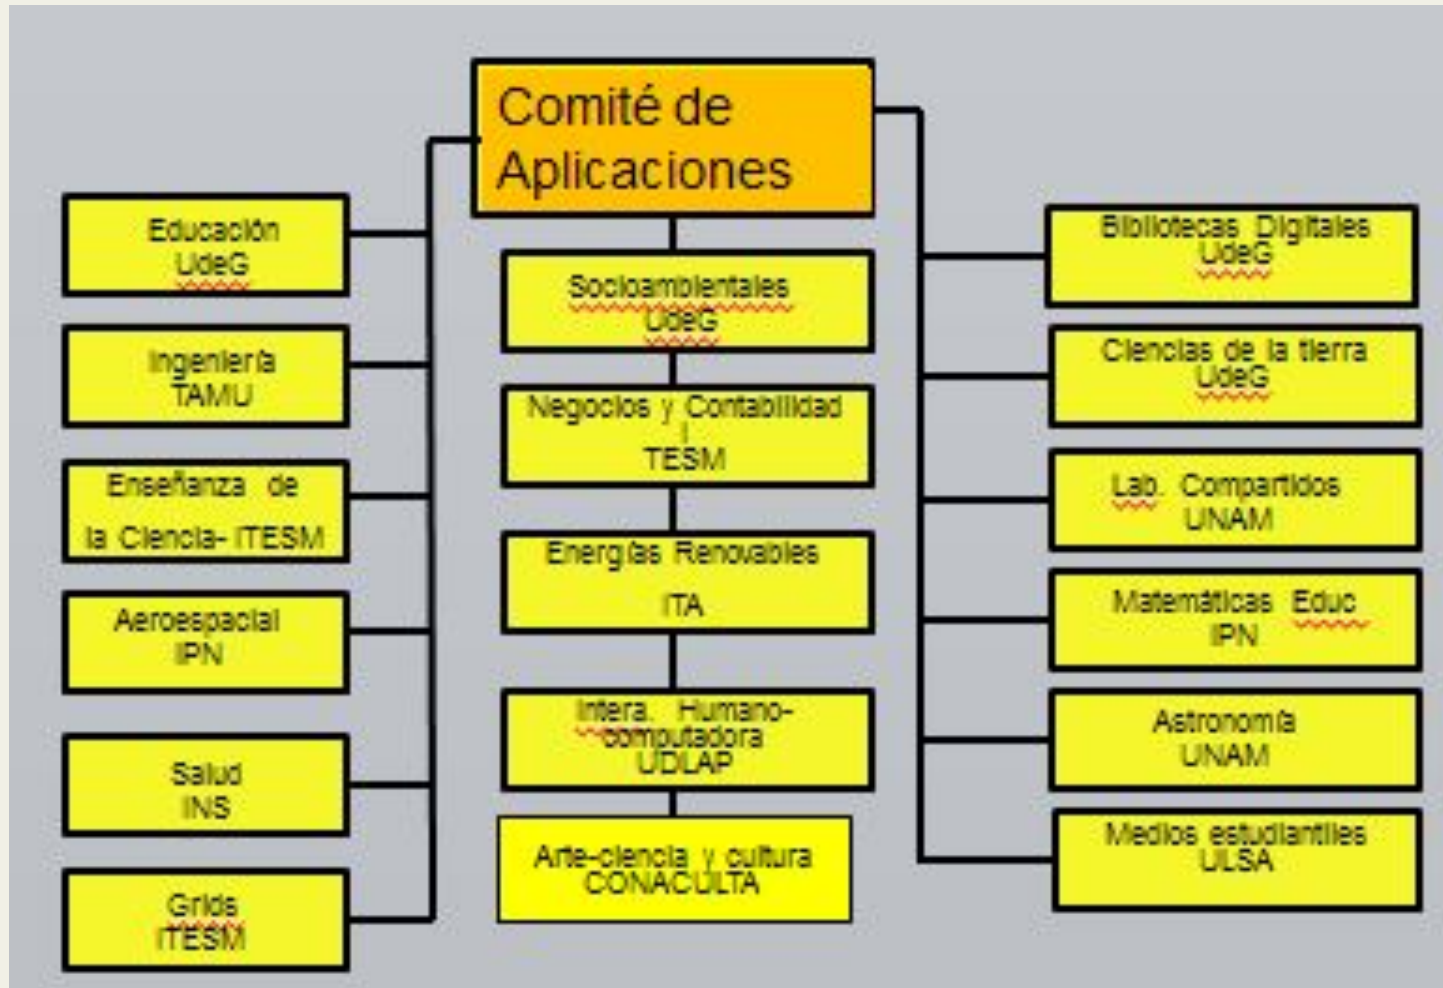 Comité de
Aplicaciones
Educación
UdeG
Ingeniería
TAMU
Enseñanza de
la Ciencia- ITESM
Aeroespacial
IPN
Salud
INS
Grids
ITESM
Socioambientales
UdeG
Negocios y Contabilidad
I
TESM
Energías Renovables
ITA
Intera. Humano-
computadora
UDLAP
Arte-ciencia y cultura
CONACULTA
Bibliotecas Digitales
UdeG
Ciencias de la tierra
UdeG
Lab. Compartidos
UNAM
Matemáticas Educ
IPN
Astronomía
UNAM
Medios estudiantiles
ULSA